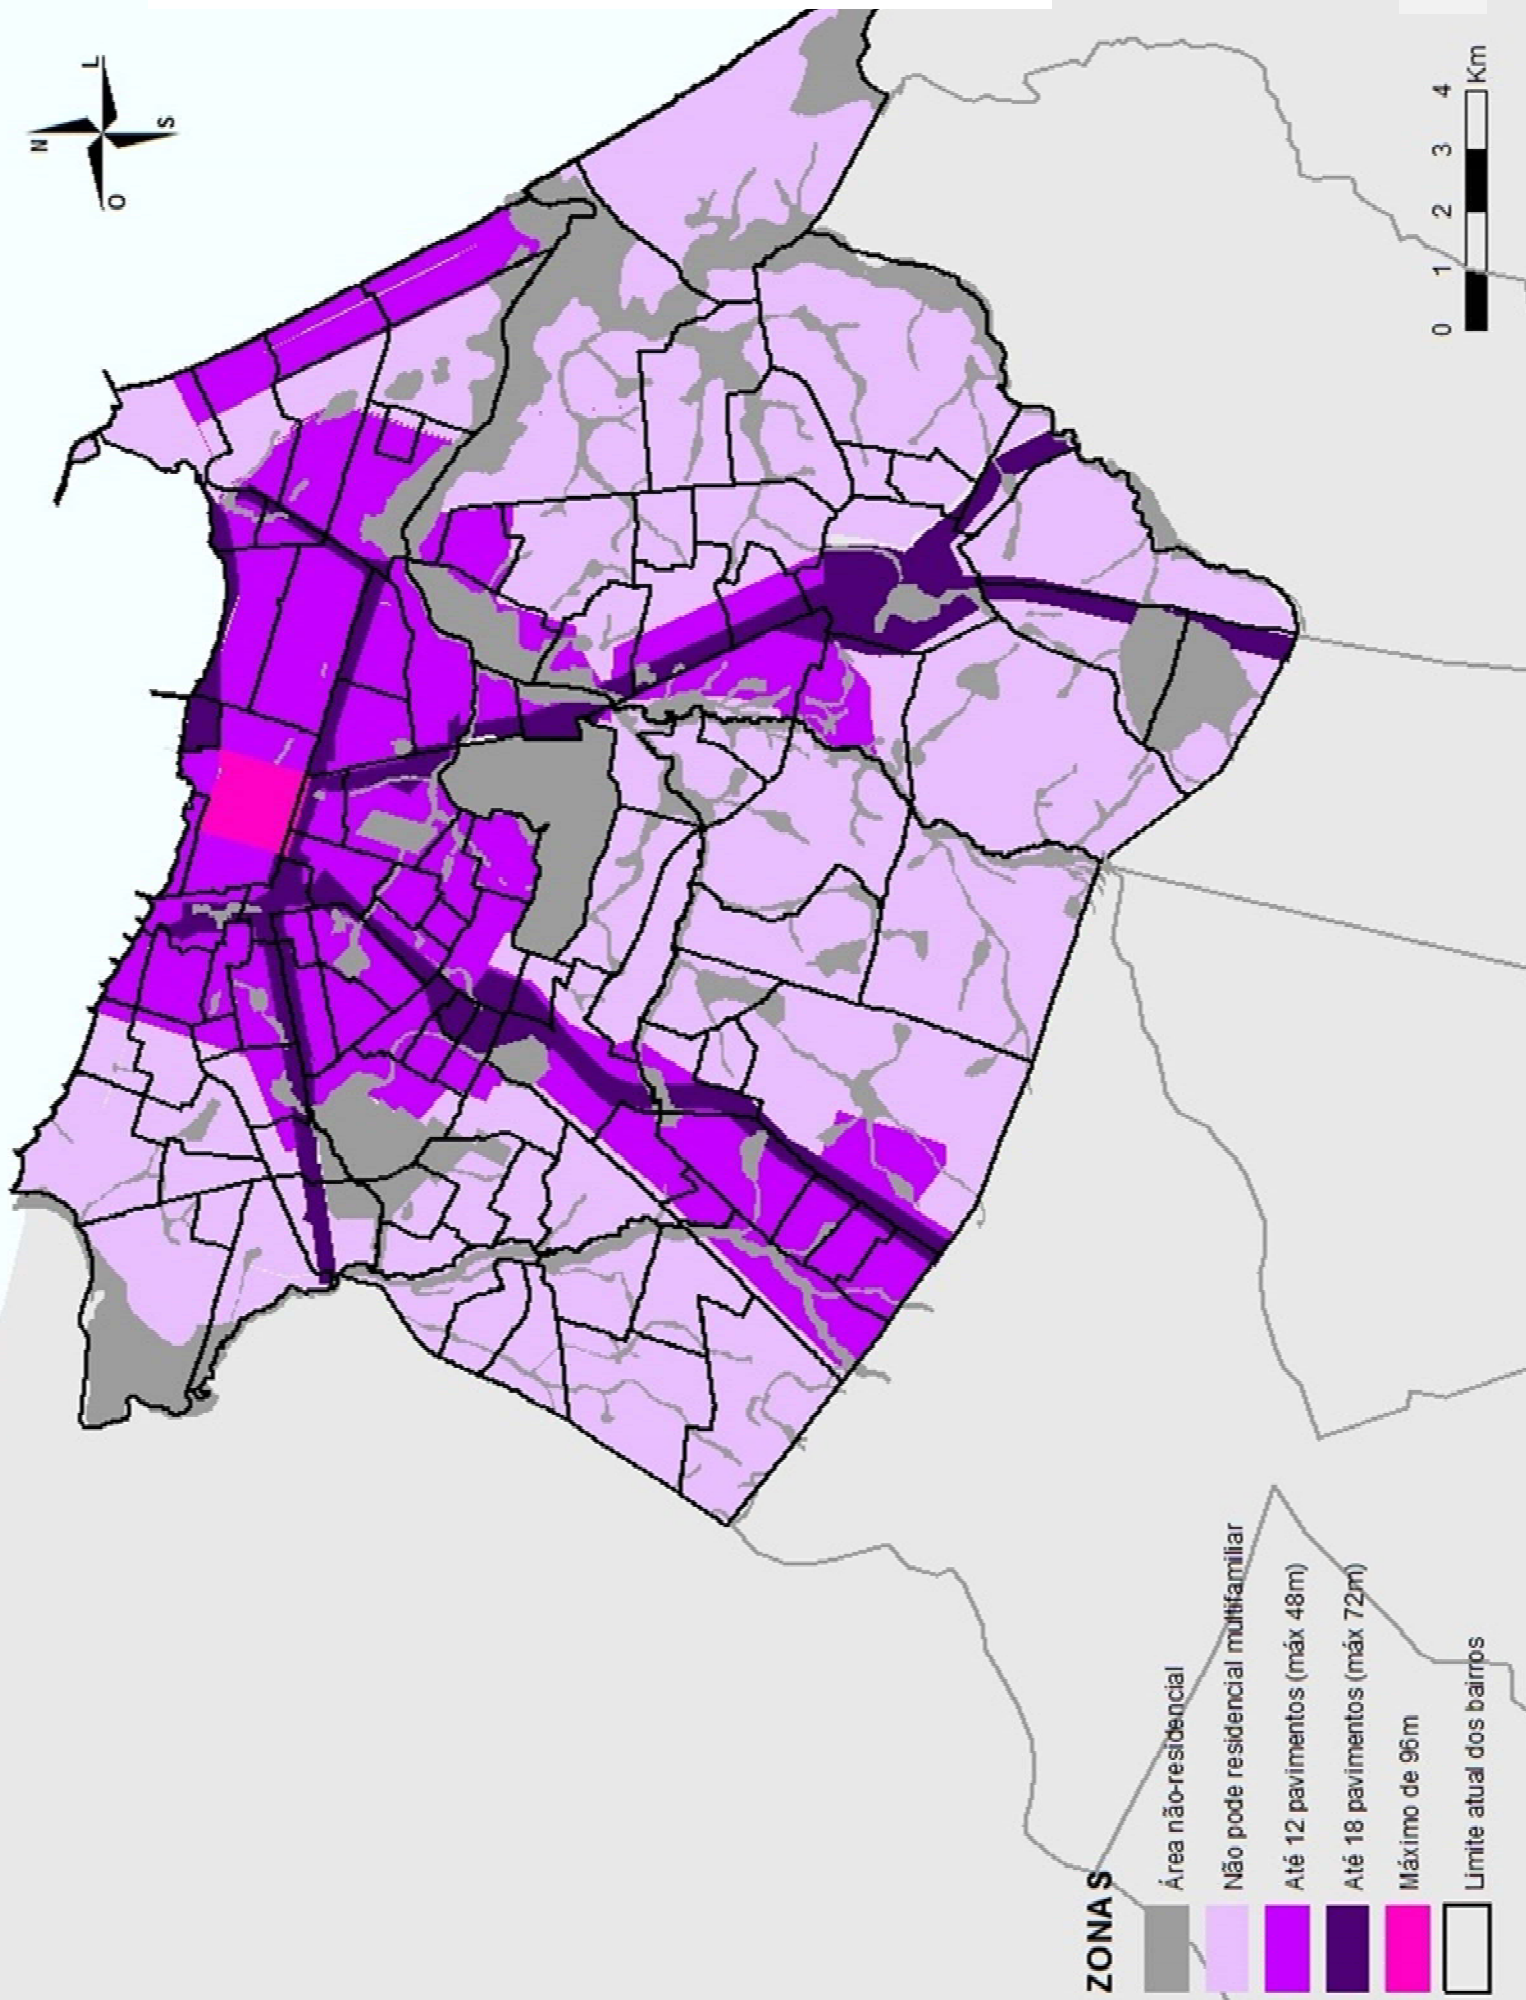 N
L
O
S
ZONAS
Área não-residencial
Não pode residencial multifamiliar
Até 12 pavimentos (máx 48m)
Até 18 pavimentos (máx 72m)
Máximo de 96m
Limite atual dos bairros
0 1 2 3 4
Km